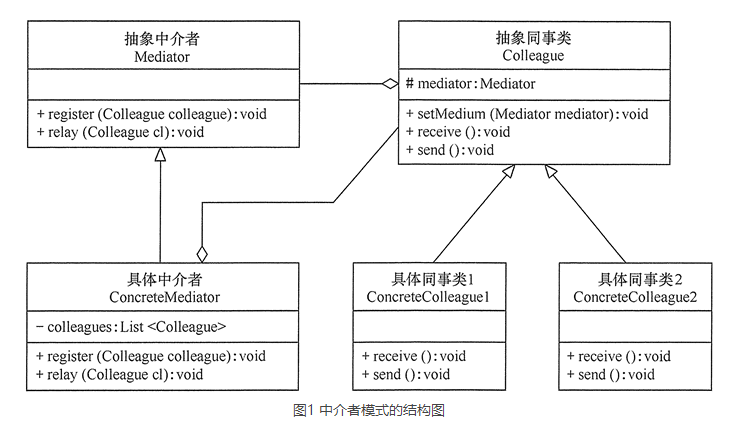 抽象中介者
Mediator
+ register (Colleague colleague): void
+ relay (Colleague cl): void
抽象同事类
Colleague
# mediator: Mediator
+ setMedium (Mediator mediator): void
+ receive (): void
+ send (): void
具体中介者
ConcreteMediator
− colleagues: List <Colleague>
+ register (Colleague colleague): void
+ relay (Colleague cl): void
具体同事类1
ConcreteColleague1
+ receive (): void
+ send (): void
具体同事类2
ConcreteColleague2
+ receive (): void
+ send (): void
图1 中介者模式的结构图